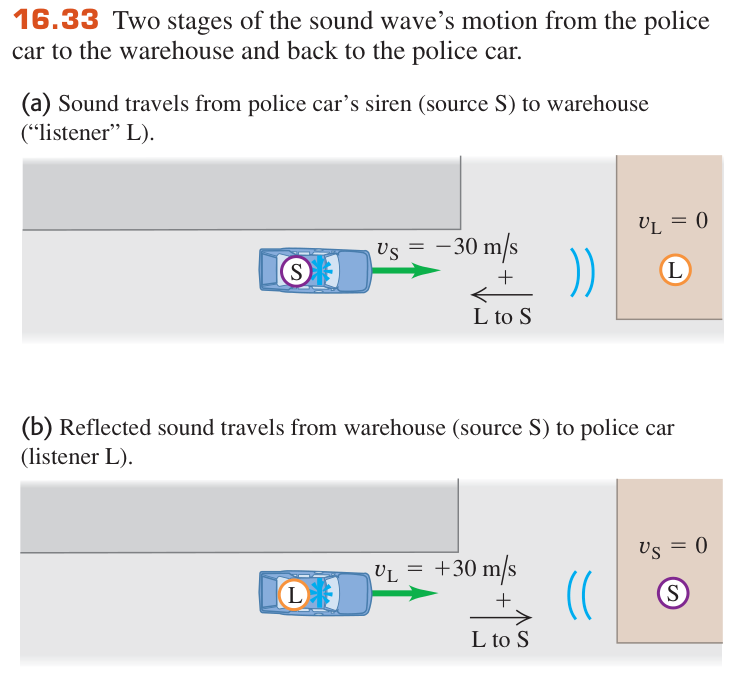 16.33 Two stages of the sound wave’s motion from the police
car to the warehouse and back to the police car.
(a) Sound travels from police car’s siren (source S) to warehouse
(“listener” L).
v_L = 0
v_S = −30 m/s
S
+
L
L to S
(b) Reflected sound travels from warehouse (source S) to police car
(listener L).
v_S = 0
v_L = +30 m/s
L
+
S
L to S